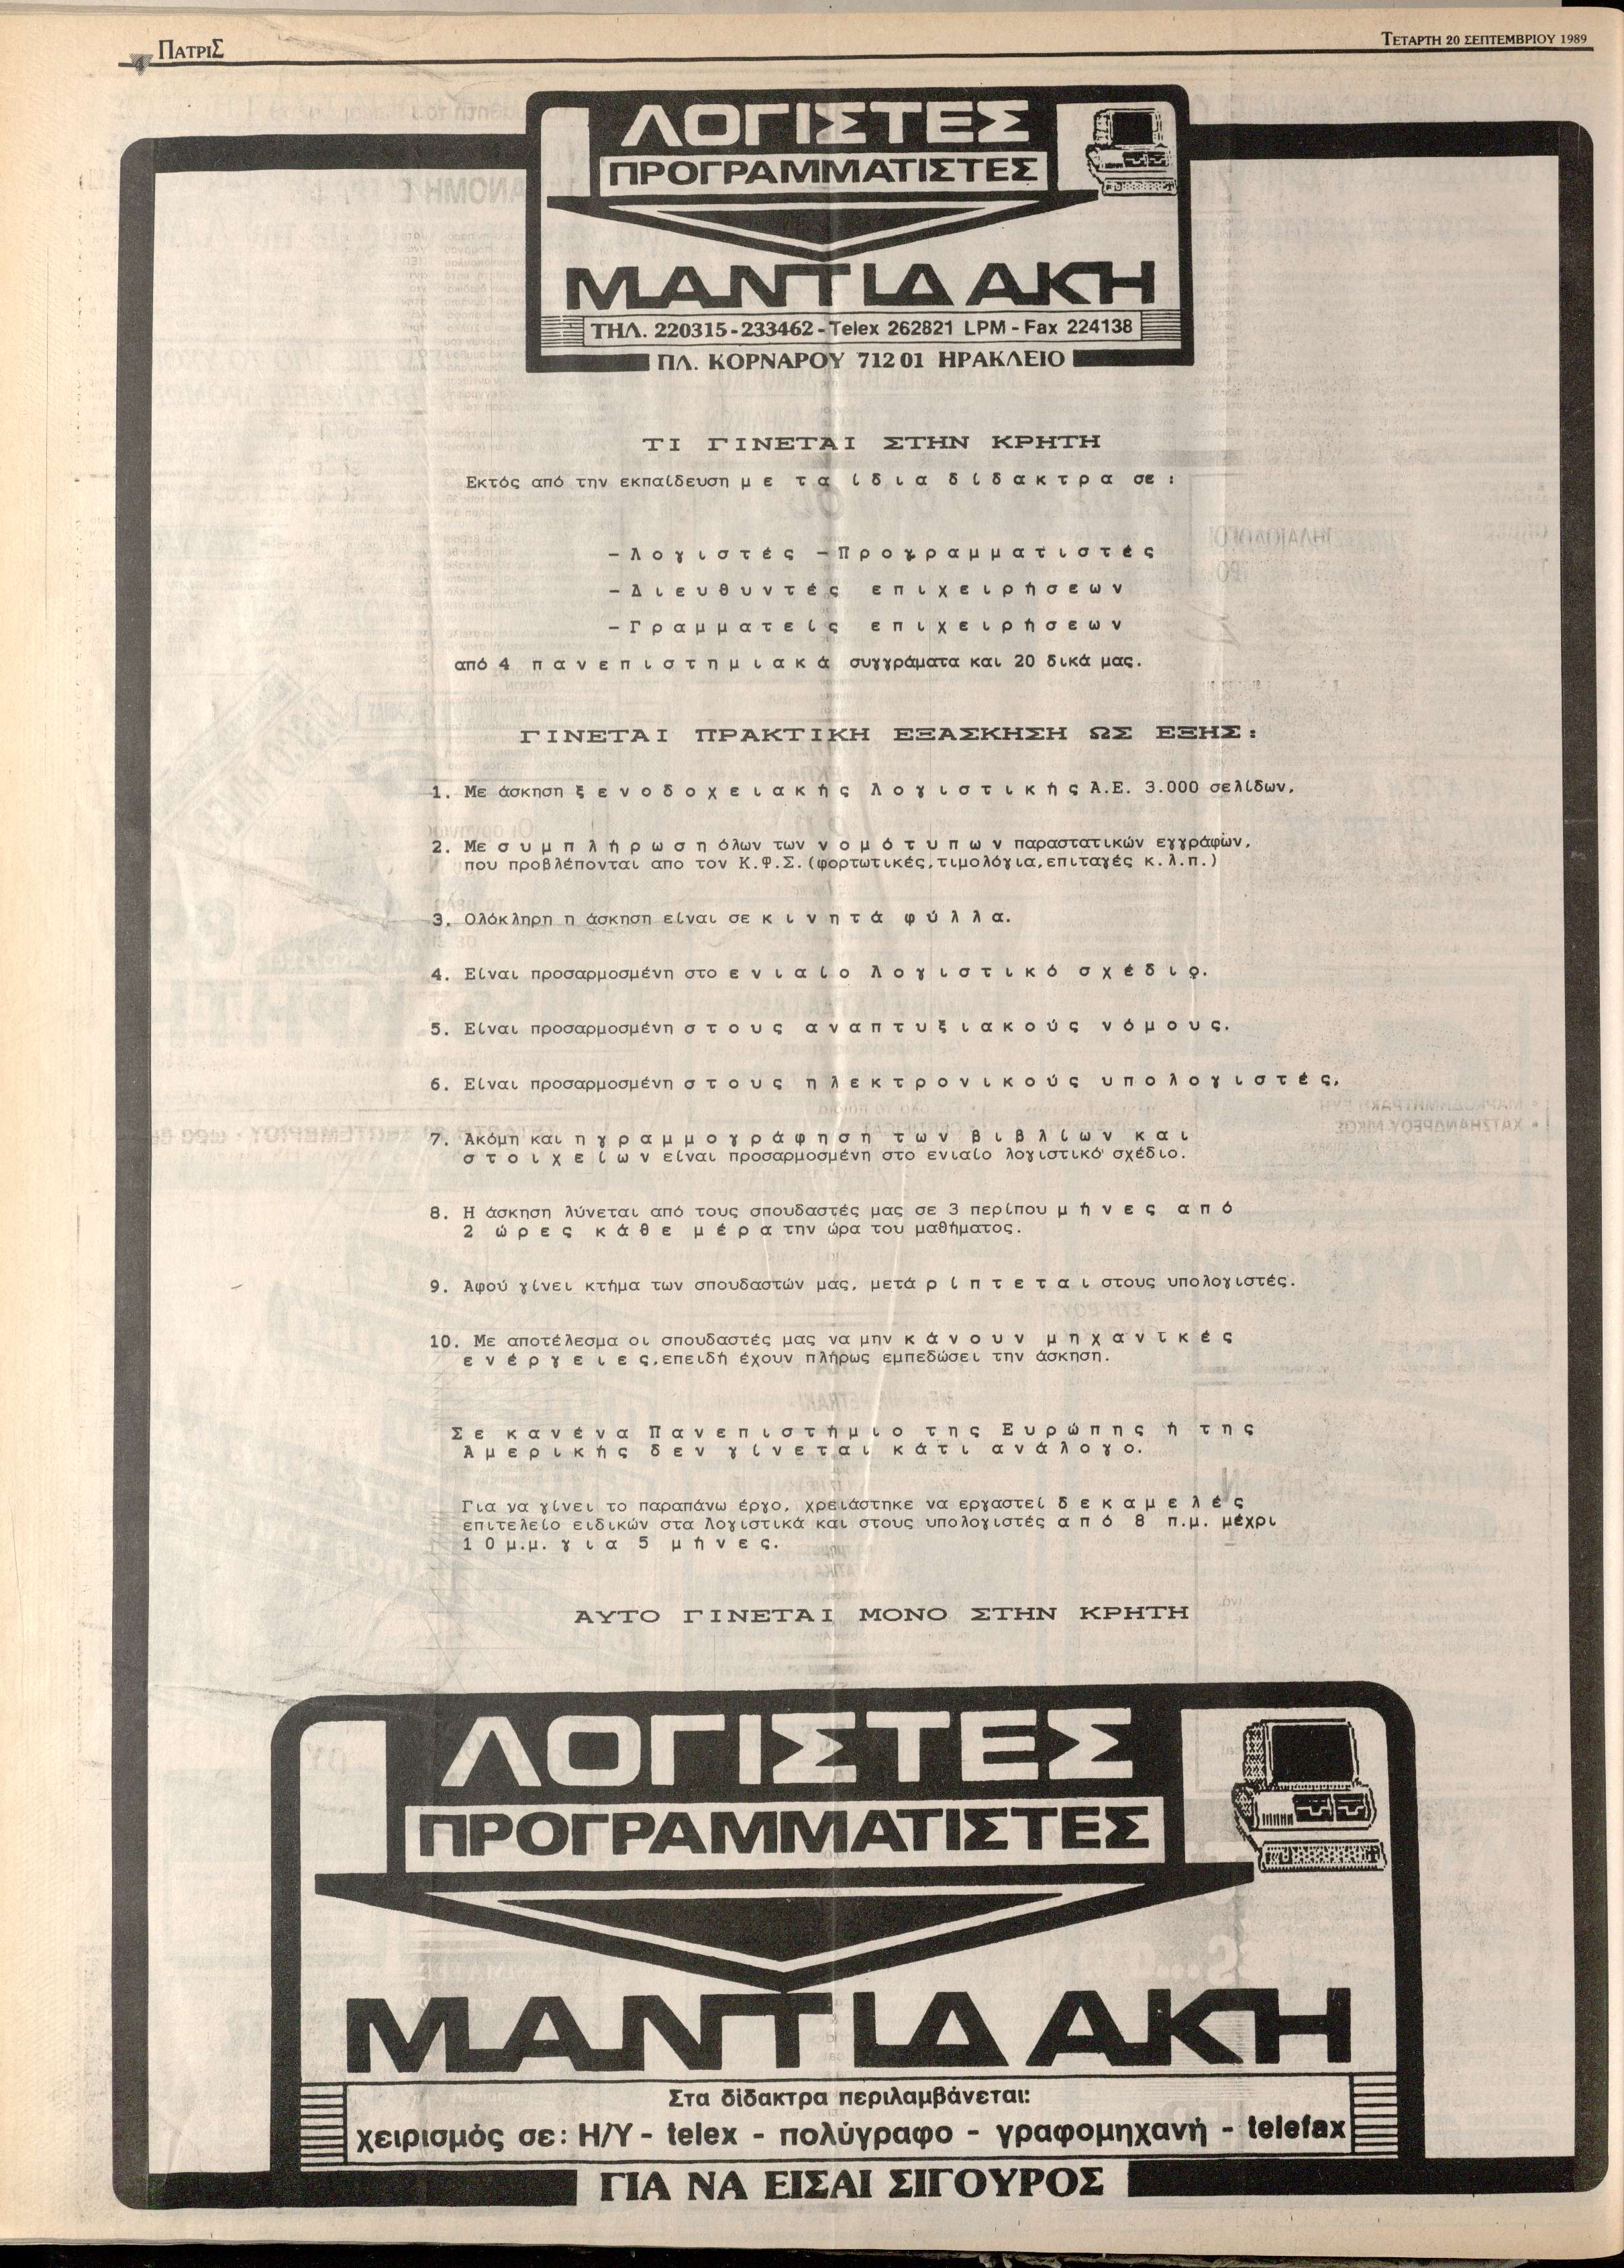 4 ΠΑΤΡΙΣ
ΤΕΤΑΡΤΗ 20 ΣΕΠΤΕΜΒΡΙΟΥ 1989
ΛΟΓΙΣΤΕΣ
ΠΡΟΓΡΑΜΜΑΤΙΣΤΕΣ
ΜΑΝΤΙΔΑΚΗ
ΤΗΛ. 220315-233462-Telex 262821 LPM-Fax 224138
ΠΛ. ΚΟΡΝΑΡΟΥ 712 01 ΗΡΑΚΛΕΙΟ
ΤΙ ΓΙΝΕΤΑΙ ΣΤΗΝ ΚΡΗΤΗ
Εκτός από την εκπαίδευση με τα ίδια δίδακτρα σε:
-Λογιστές -Προγραμματιστές
-Διευθυντές επιχειρήσεων
-Γραμματείς επιχειρήσεων
από 4 πανεπιστημιακά συγγράματα και 20 δικά μας.
ΓΙΝΕΤΑΙ ΠΡΑΚΤΙΚΗ ΕΞΑΣΚΗΣΗ ΩΣ ΕΞΗΣ:
1. Με άσκηση ξενοδοχειακής Λογιστικής Α.Ε. 3.000 σελίδων.
2. Με συμπλήρωση όλων των νομότυπων παραστατικών εγγράφων,
που προβλέπονται απο τον Κ.Φ.Σ.(φορτωτικές,τιμολόγια,επιταγές κ.λ.π.)
3. Ολόκληρη η άσκηση είναι σε κινητά φύλλα.
4. Είναι προσαρμοσμένη στο ενιαίο Λογιστικό σχέδιο.
5. Είναι προσαρμοσμένη στους αναπτυξιακούς νόμους.
6. Είναι προσαρμοσμένη στους ηλεκτρονικούς υπολογιστές.
7. Ακόμη και η γραμμογράφηση των βιβλίων και
στοιχείων είναι προσαρμοσμένη στο ενιαίο λογιστικό σχέδιο.
8. Η άσκηση λύνεται από τους σπουδαστές μας σε 3 περίπου μήνες από
2 ώρες κάθε μέρα την ώρα του μαθήματος.
9. Αφού γίνει κτήμα των σπουδαστών μας, μετά ρίπτεται στους υπολογιστές.
10. Με αποτέλεσμα οι σπουδαστές μας να μην κάνουν μηχανικές
ενέργειες,επειδή έχουν πλήρως εμπεδώσει την άσκηση.
Σε κανένα Πανεπιστήμιο της Ευρώπης ή της
Αμερικής δεν γίνεται κάτι ανάλογο.
Για να γίνει το παραπάνω έργο, χρειάστηκε να εργαστεί δεκαμελές
επιτελείο ειδικών στα Λογιστικά και στους υπολογιστές από 8 π.μ. μέχρι
10 μ.μ. για 5 μήνες.
ΑΥΤΟ ΓΙΝΕΤΑΙ ΜΟΝΟ ΣΤΗΝ ΚΡΗΤΗ
ΛΟΓΙΣΤΕΣ
ΠΡΟΓΡΑΜΜΑΤΙΣΤΕΣ
ΜΑΝΤΙΔΑΚΗ
Στα δίδακτρα περιλαμβάνεται:
χειρισμός σε: Η/Υ - telex - πολύγραφο - γραφομηχανή - telefax
ΓΙΑ ΝΑ ΕΙΣΑΙ ΣΙΓΟΥΡΟΣ